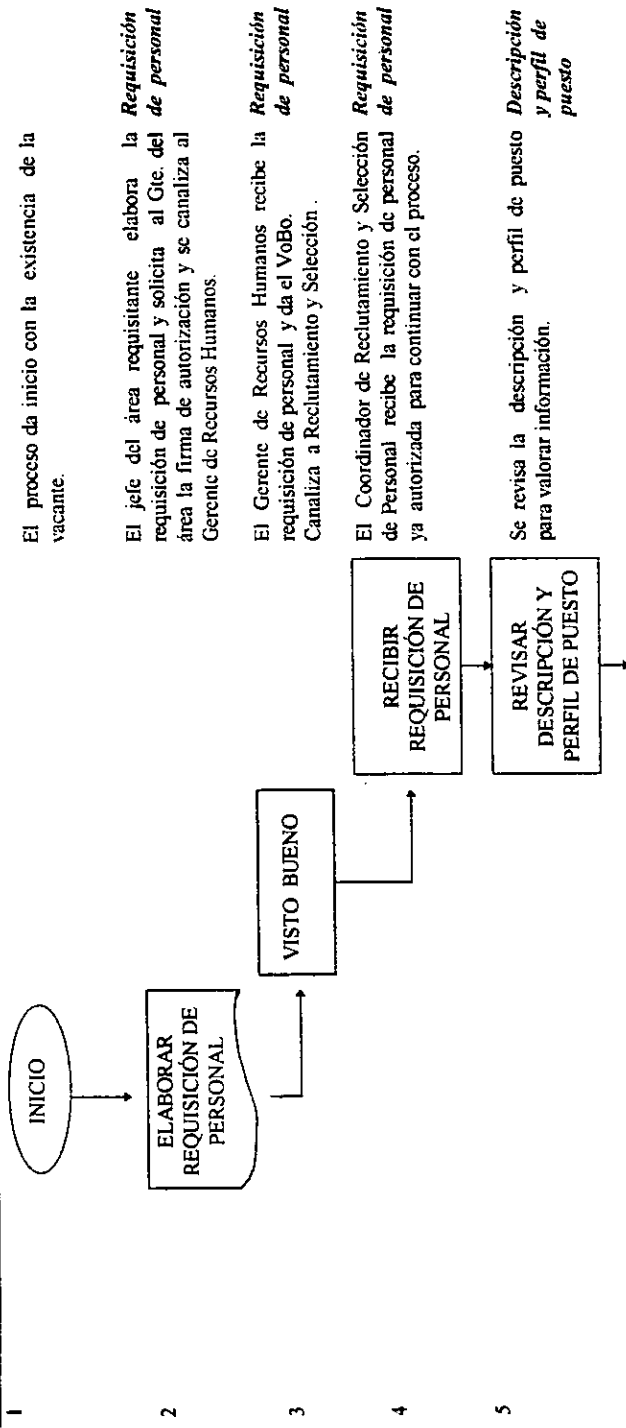 1
INICIO
El proceso da inicio con la existencia de la
vacante.
2
ELABORAR
REQUISICIÓN DE
PERSONAL
El jefe del área requisitante elabora la
requisición de personal y solicita al Gte. del
área la firma de autorización y se canaliza al
Gerente de Recursos Humanos.
Requisición
de personal
3
VISTO BUENO
El Gerente de Recursos Humanos recibe la
requisición de personal y da el VoBo.
Canaliza a Reclutamiento y Selección .
Requisición
de personal
4
RECIBIR
REQUISICIÓN DE
PERSONAL
El Coordinador de Reclutamiento y Selección
de Personal recibe la requisición de personal
ya autorizada para continuar con el proceso.
Requisición
de personal
5
REVISAR
DESCRIPCIÓN Y
PERFIL DE PUESTO
Se revisa la descripción y perfil de puesto
para valorar información.
Descripción
y perfil de
puesto